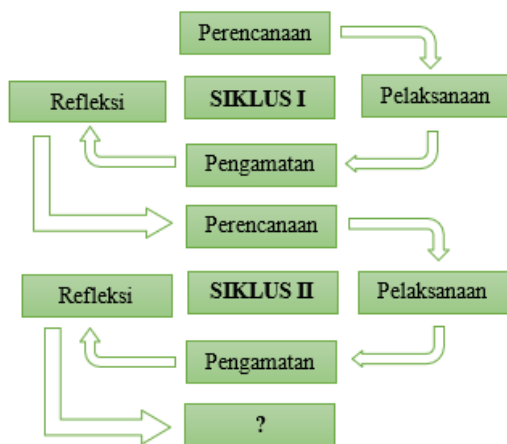 Perencanaan
Refleksi
SIKLUS I
Pelaksanaan
Pengamatan
Perencanaan
Refleksi
SIKLUS II
Pelaksanaan
Pengamatan
?